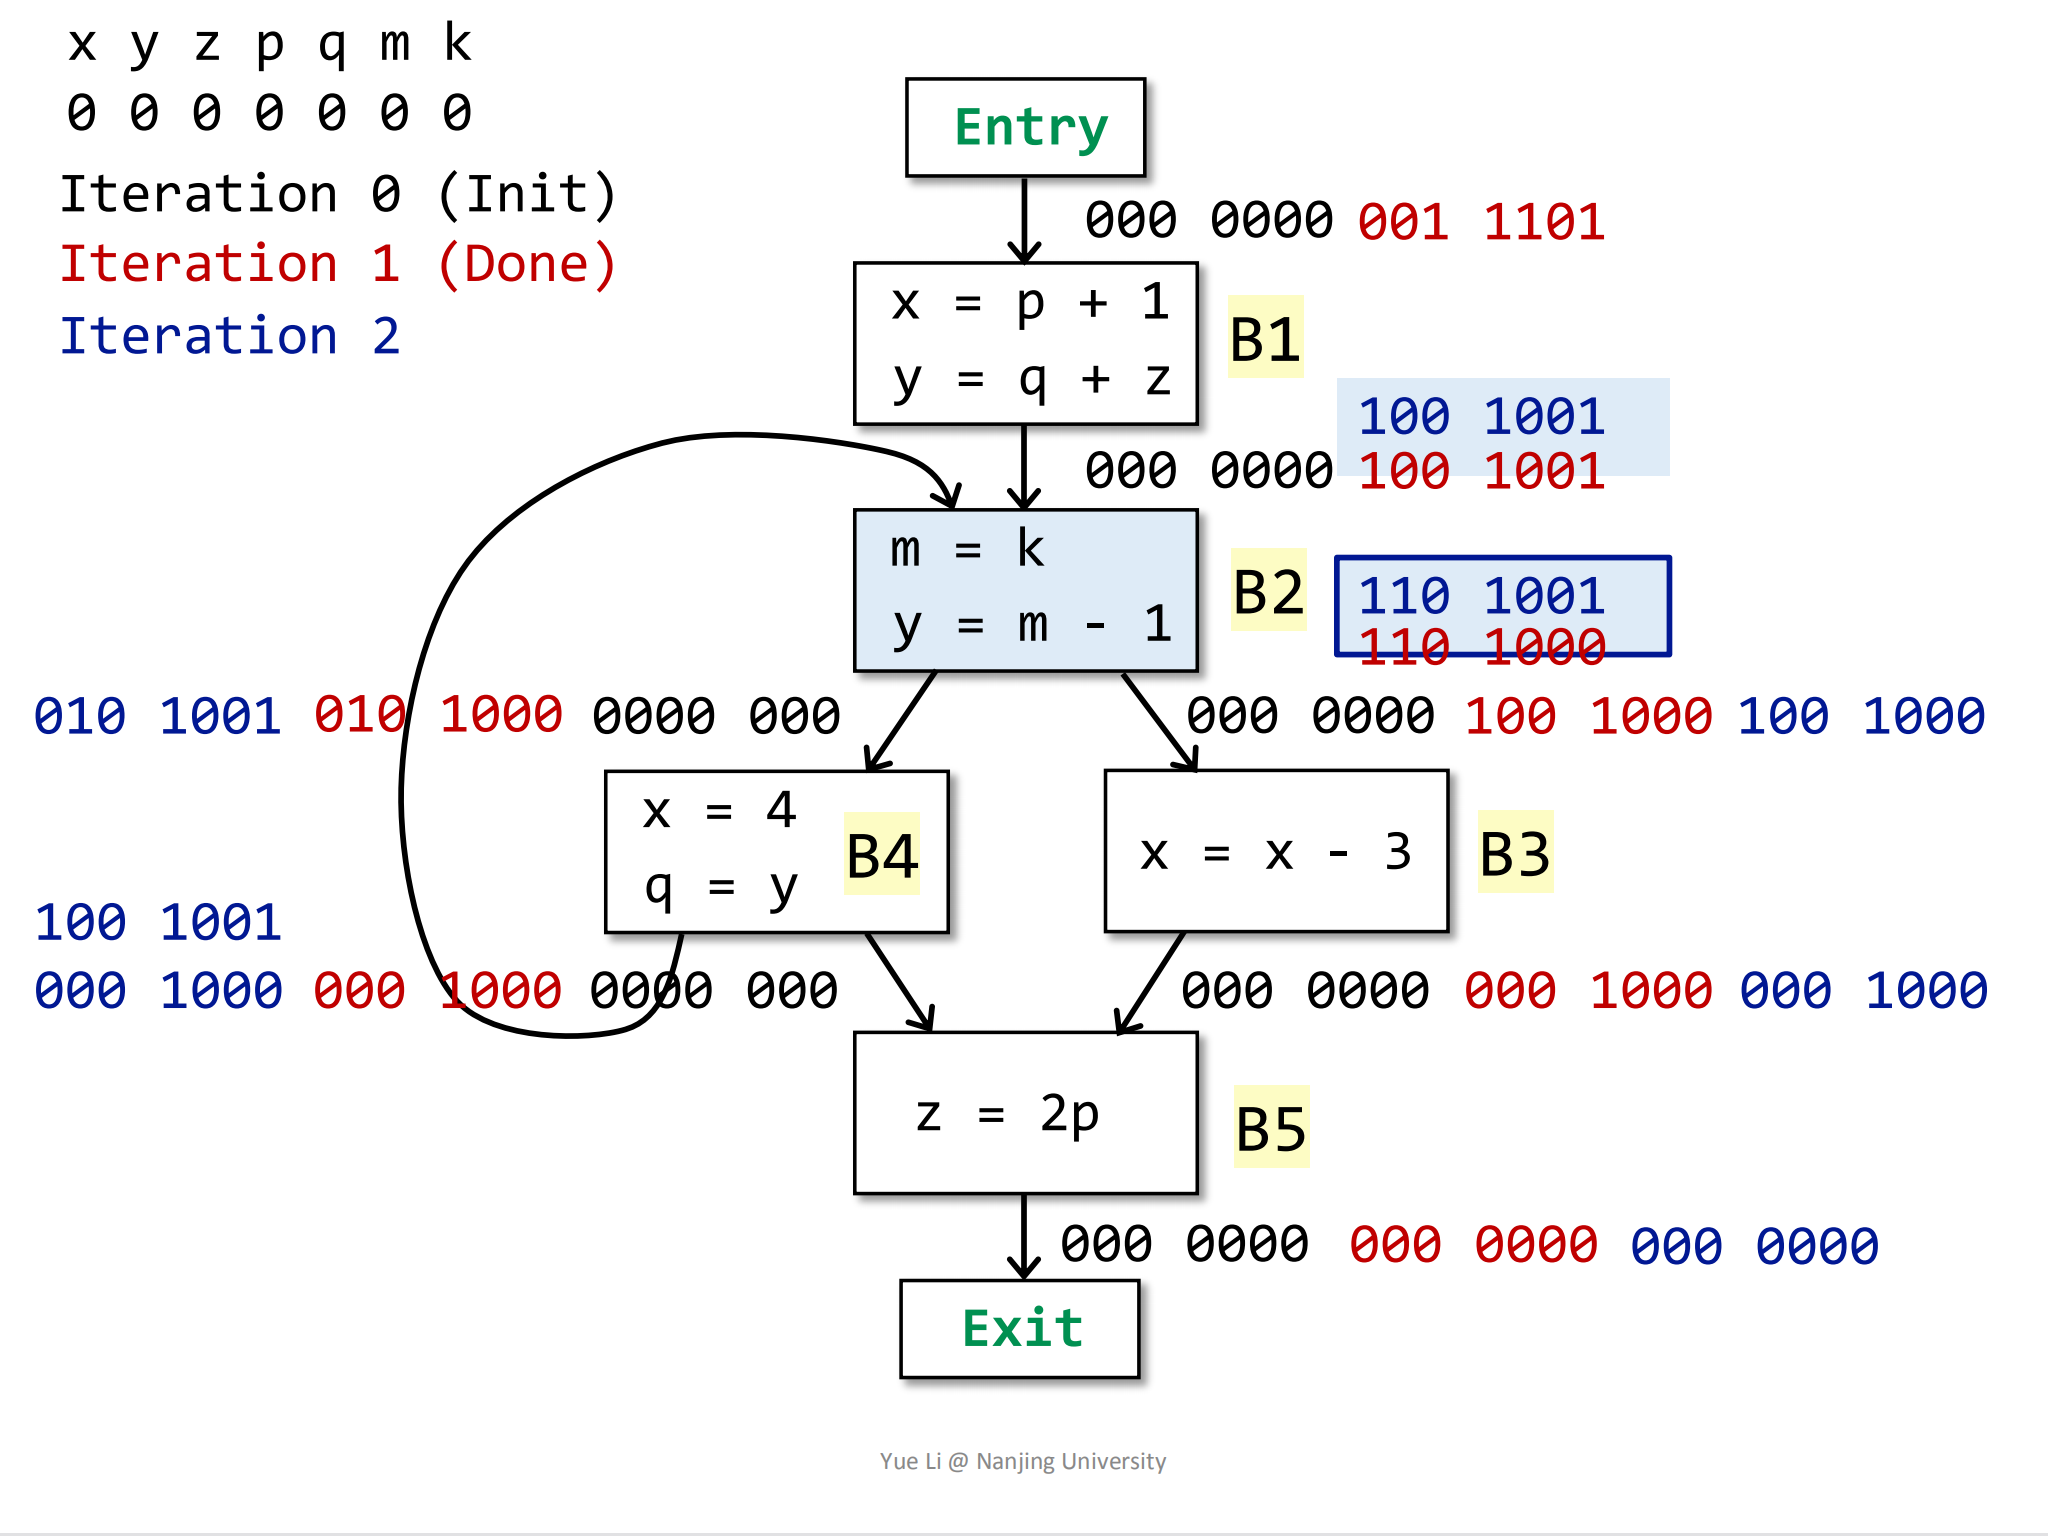 x y z p q m k
0 0 0 0 0 0 0
Iteration 0 (Init)
Iteration 1 (Done)
Iteration 2
Entry
000 0000 001 1101
x = p + 1
y = q + z
B1
100 1001
000 0000 100 1001
m = k
y = m - 1
B2
110 1001
110 1000
010 1001 010 1000 0000 000
000 0000 100 1000 100 1000
x = 4
q = y
B4
x = x - 3
B3
100 1001
000 1000 000 1000 0000 000
000 0000 000 1000 000 1000
z = 2p
B5
000 0000 000 0000 000 0000
Exit
Yue Li @ Nanjing University